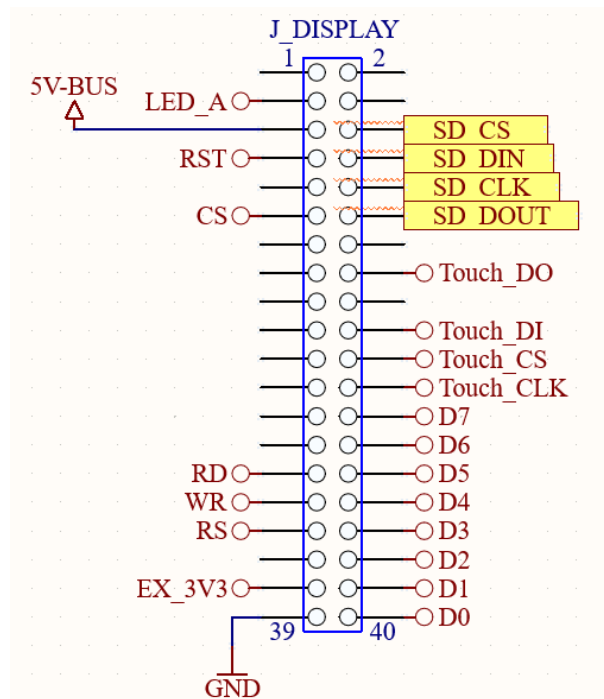 J_DISPLAY
1 2
5V-BUS
LED_A
SD_CS
RST SD_DIN
SD_CLK
CS SD_DOUT
Touch_DO
Touch_DI
Touch_CS
Touch_CLK
D7
D6
RD D5
WR D4
RS D3
D2
EX_3V3 D1
D0
39 40
GND